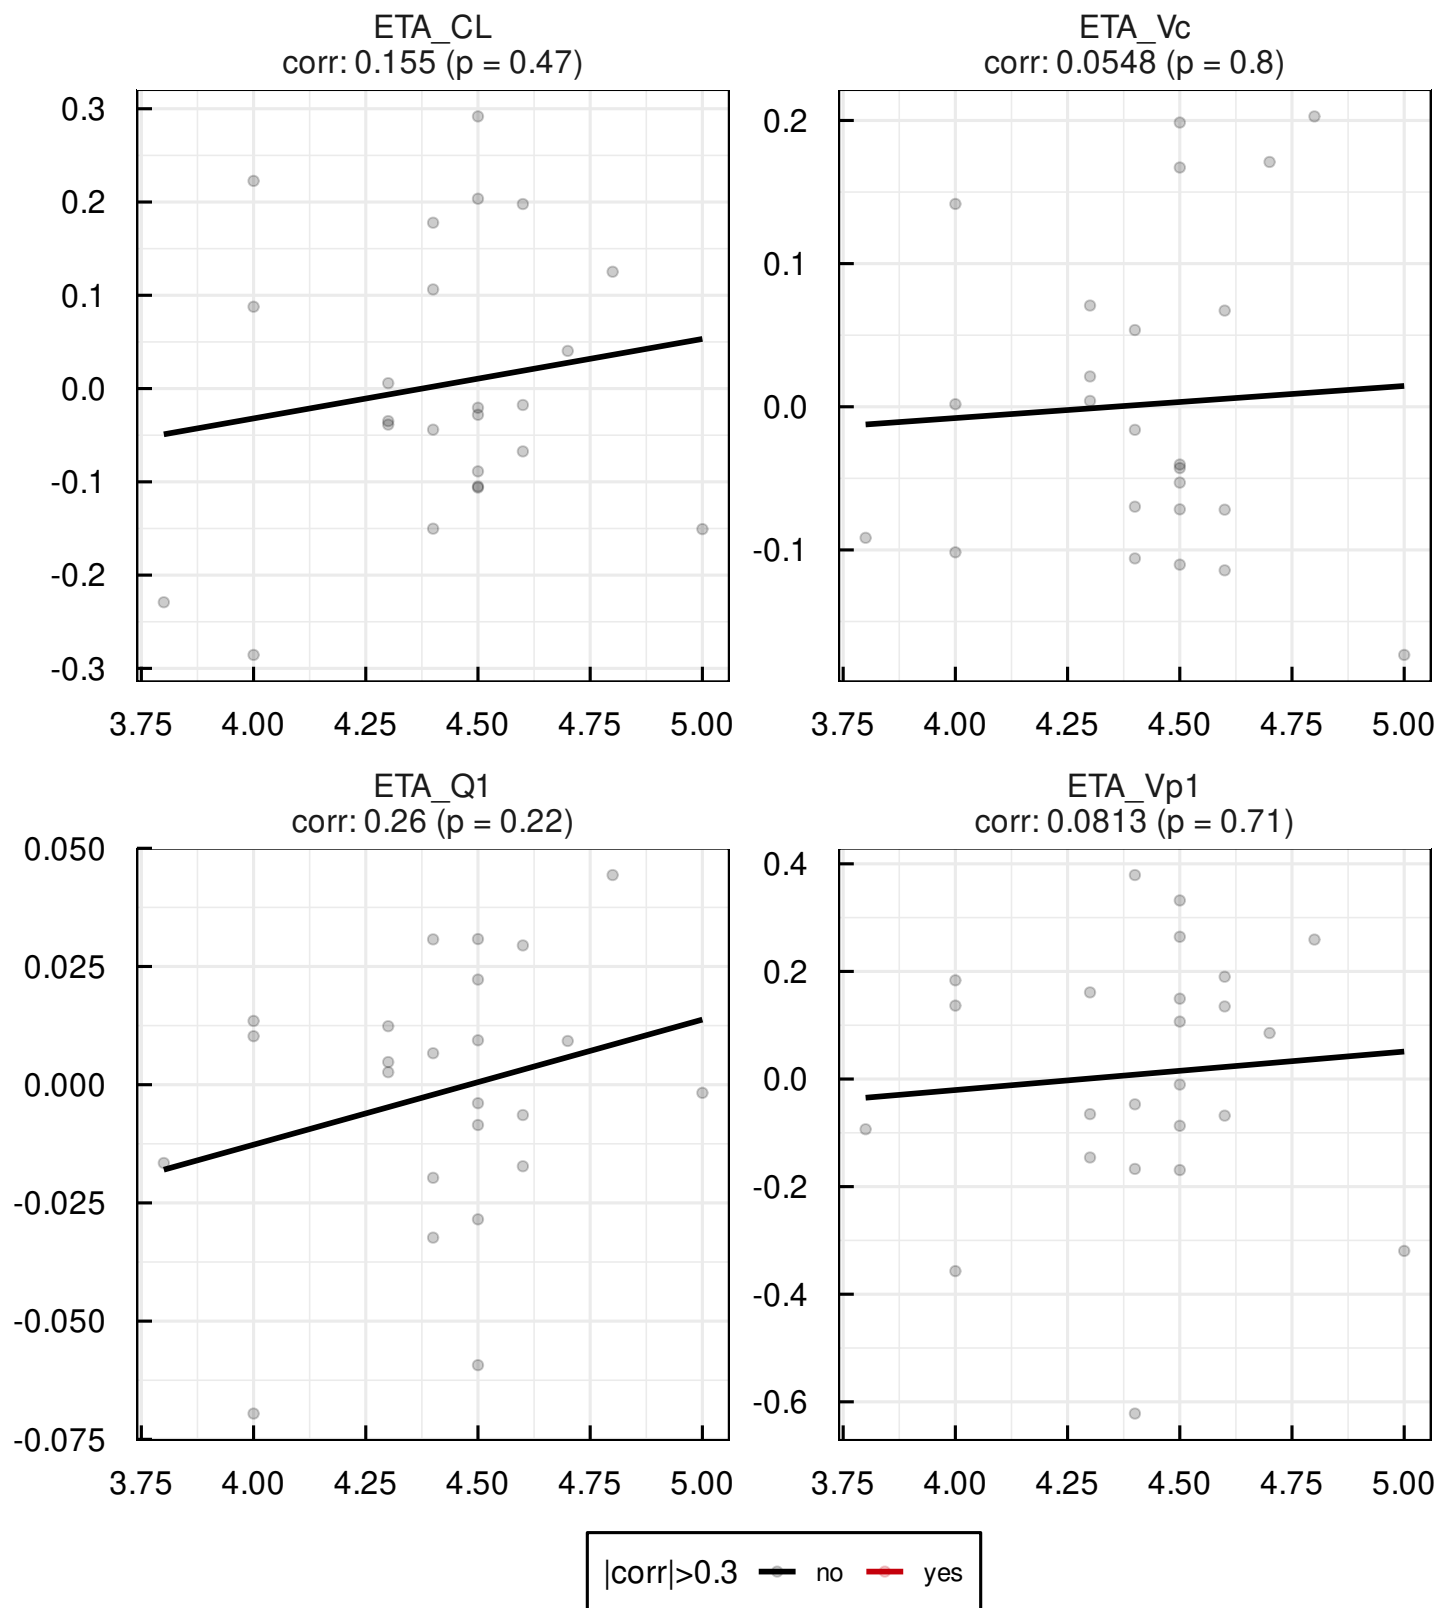 ETA_CL
corr: 0.155 (p = 0.47)
0.3
0.2
0.1
0.0
-0.1
-0.2
-0.3
3.75 4.00 4.25 4.50 4.75 5.00
ETA_Vc
corr: 0.0548 (p = 0.8)
0.2
0.1
0.0
-0.1
3.75 4.00 4.25 4.50 4.75 5.00
ETA_Q1
corr: 0.26 (p = 0.22)
0.050
0.025
0.000
-0.025
-0.050
-0.075
3.75 4.00 4.25 4.50 4.75 5.00
ETA_Vp1
corr: 0.0813 (p = 0.71)
0.4
0.2
0.0
-0.2
-0.4
-0.6
3.75 4.00 4.25 4.50 4.75 5.00
|corr|>0.3 no yes